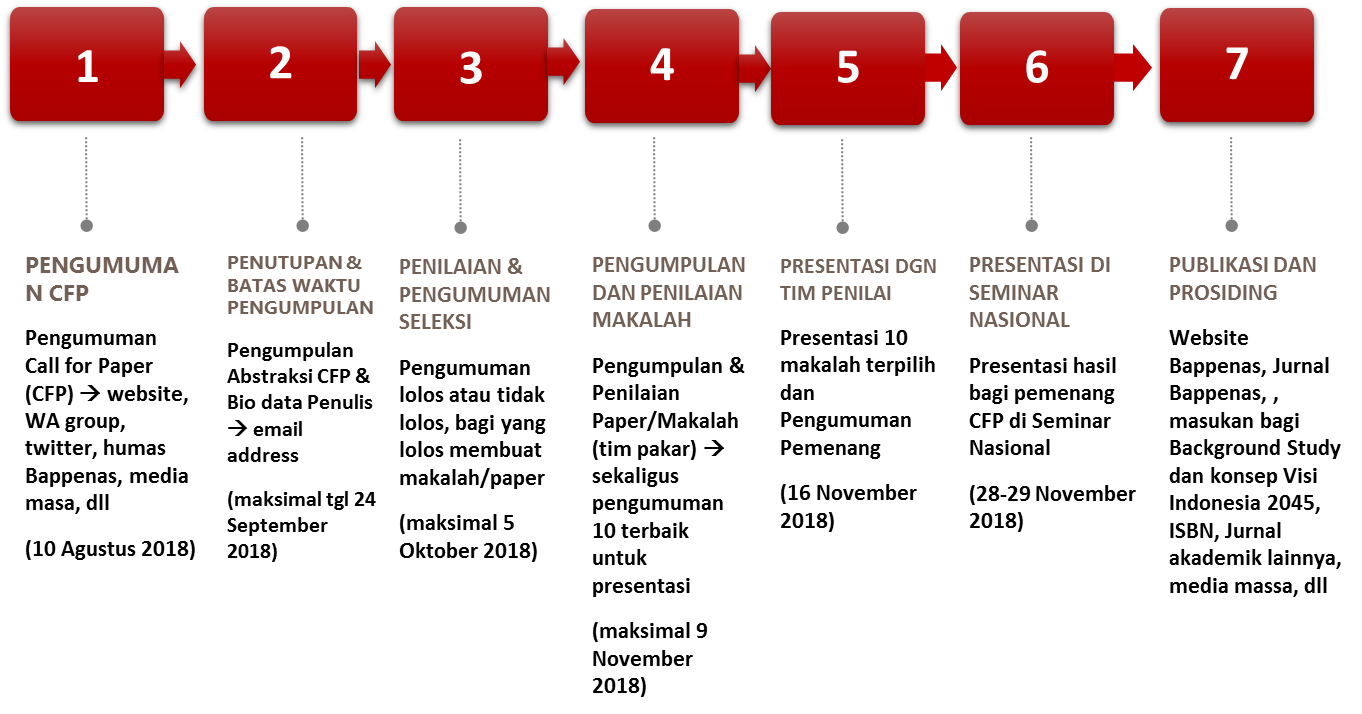 1
2
3
4
5
6
7
PENGUMUMA
N CFP
Pengumuman
Call for Paper
(CFP) → website,
WA group,
twitter, humas
Bappenas, media
masa, dll
(10 Agustus 2018)
PENUTUPAN &
BATAS WAKTU
PENGUMPULAN
Pengumpulan
Abstraksi CFP &
Bio data Penulis
→ email
address
(maksimal tgl 24
September
2018)
PENILAIAN &
PENGUMUMAN
SELEKSI
Pengumuman
lolos atau tidak
lolos, bagi yang
lolos membuat
makalah/paper
(maksimal 5
Oktober 2018)
PENGUMPULAN
DAN PENILAIAN
MAKALAH
Pengumpulan &
Penilaian
Paper/Makalah
(tim pakar) →
sekaligus
pengumuman
10 terbaik
untuk
presentasi
(maksimal 9
November
2018)
PRESENTASI DGN
TIM PENILAI
Presentasi 10
makalah terpilih
dan
Pengumuman
Pemenang
(16 November
2018)
PRESENTASI DI
SEMINAR
NASIONAL
Presentasi hasil
bagi pemenang
CFP di Seminar
Nasional
(28-29 November
2018)
PUBLIKASI DAN
PROSIDING
Website
Bappenas, Jurnal
Bappenas, ,
masukan bagi
Background Study
dan konsep Visi
Indonesia 2045,
ISBN, Jurnal
akademik lainnya,
media massa, dll